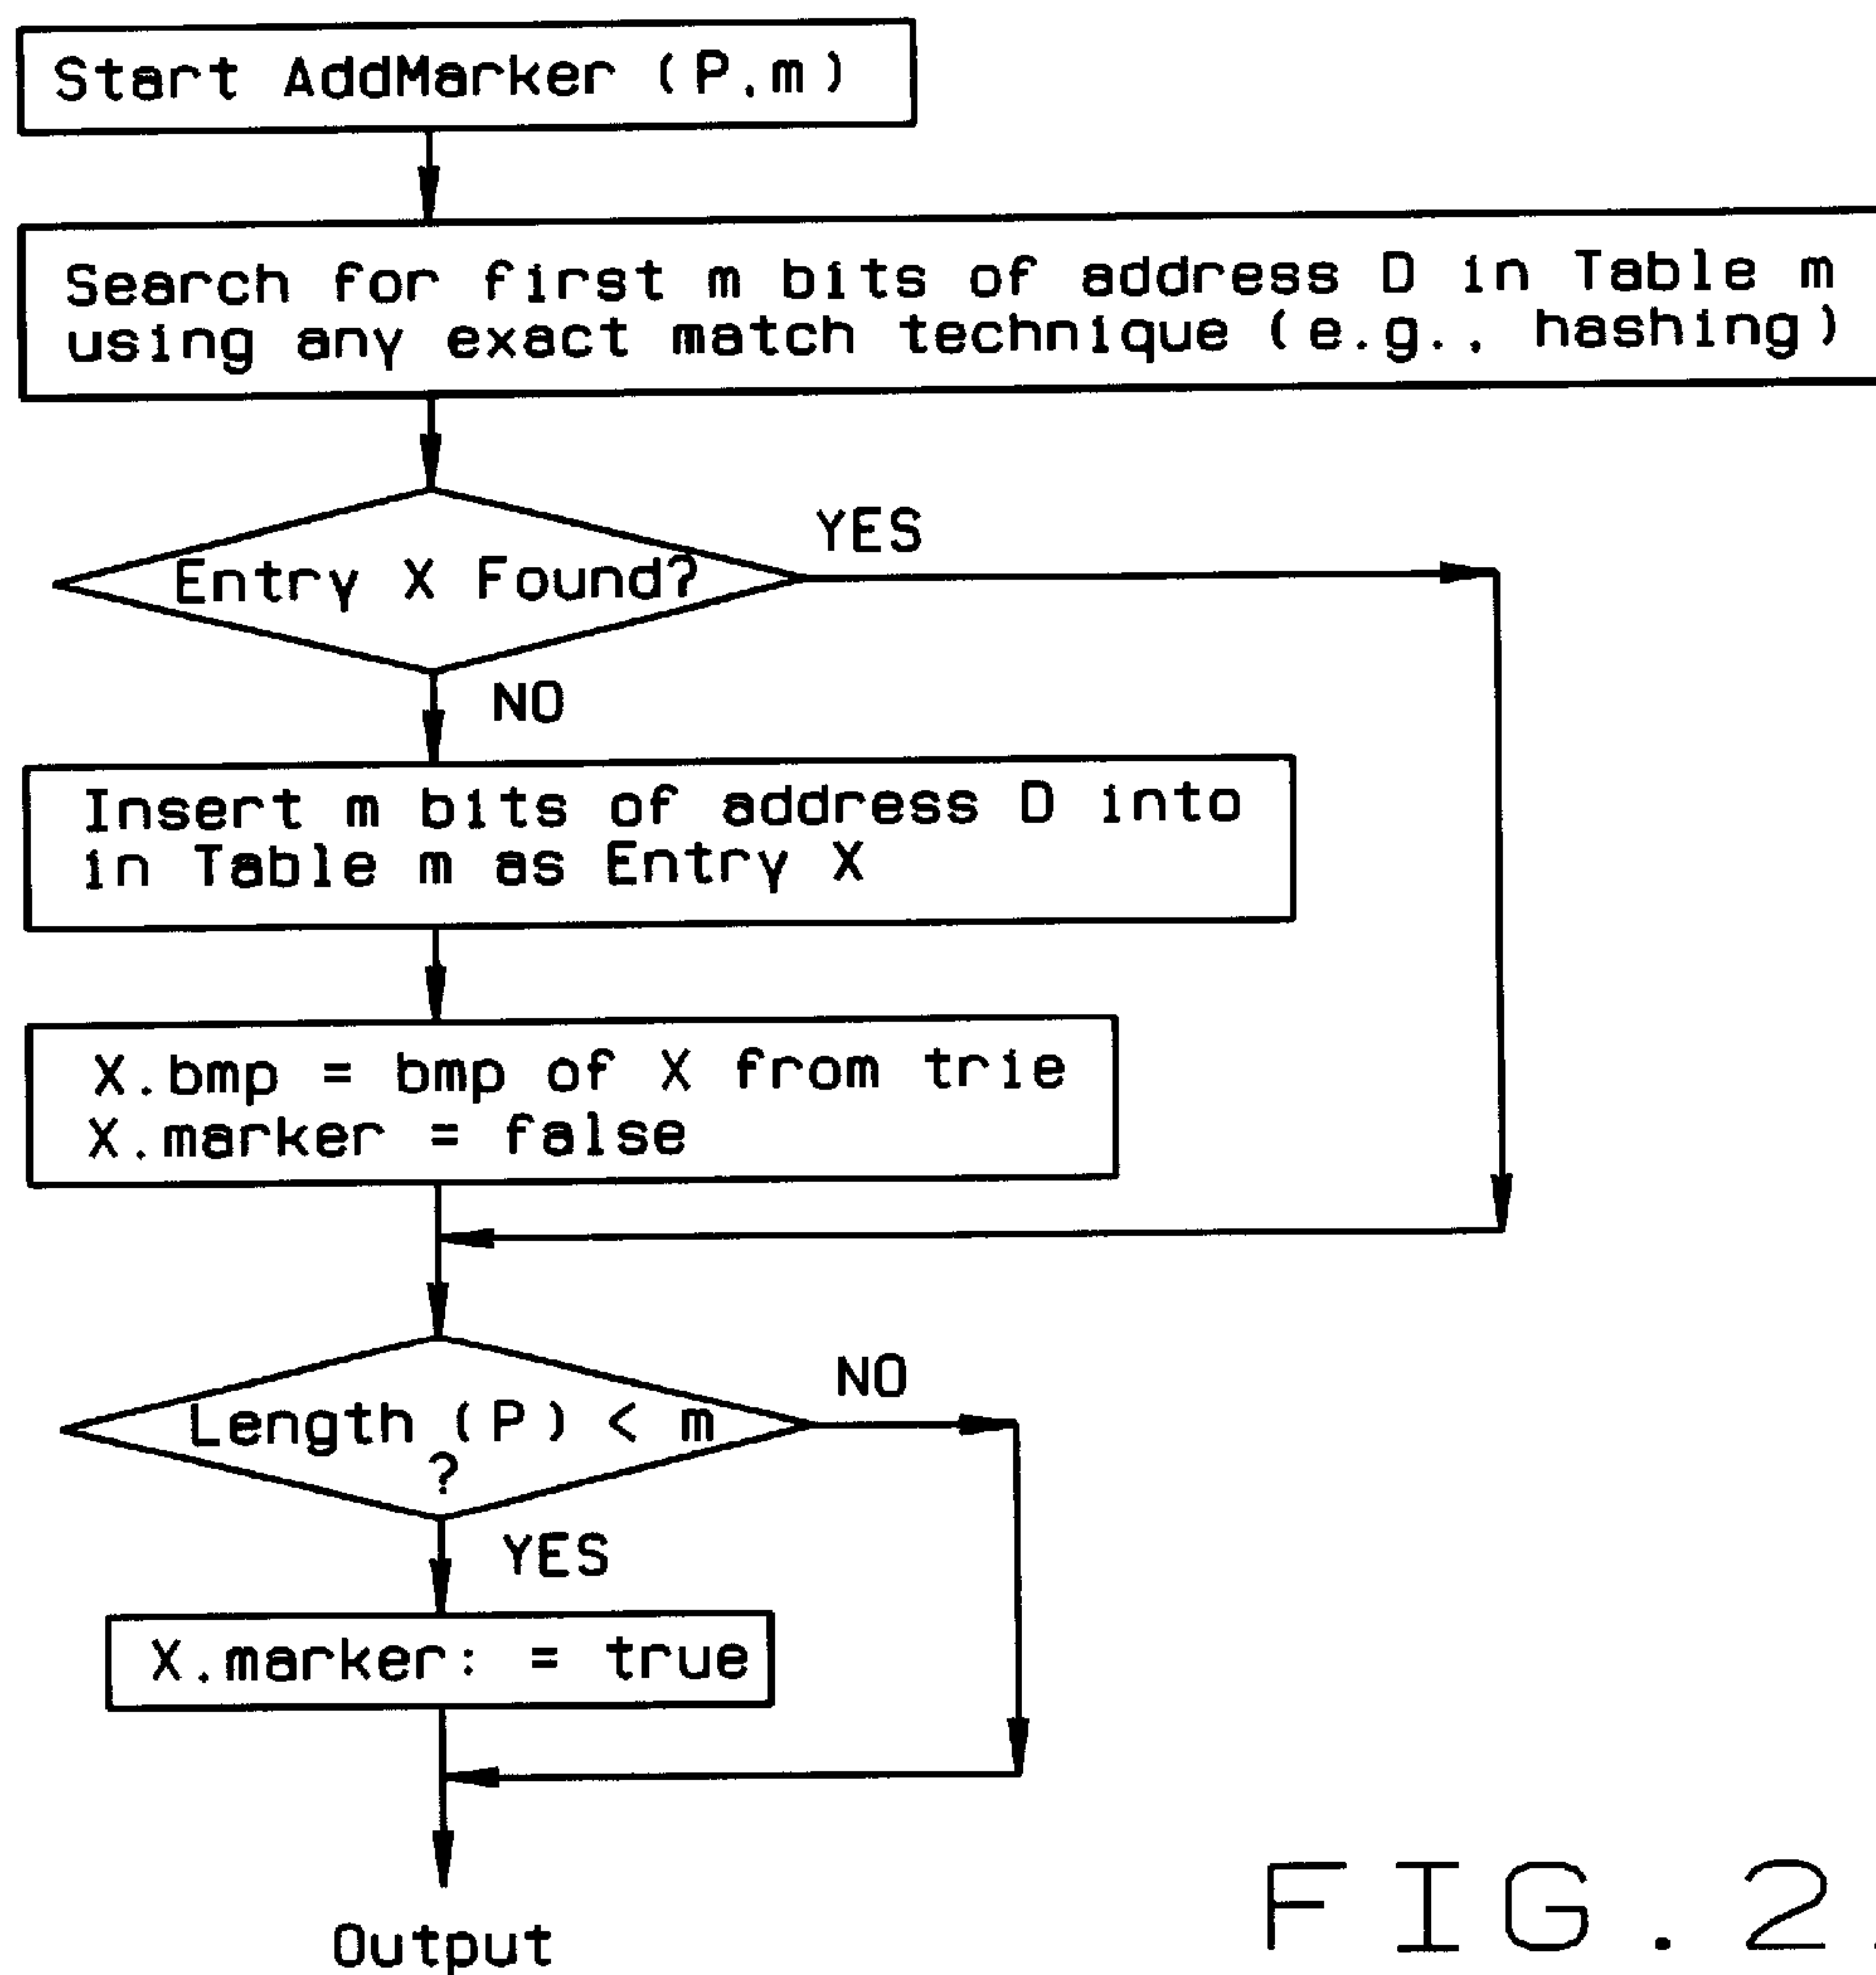 Start AddMarker (P,m)
Search for first m bits of address D in Table m
using any exact match technique (e.g., hashing)
Entry X Found?
YES
NO
Insert m bits of address D into
in Table m as Entry X
X.bmp = bmp of X from trie
X.marker = false
Length (P) < m
?
NO
YES
X.marker: = true
Output
FIG.2